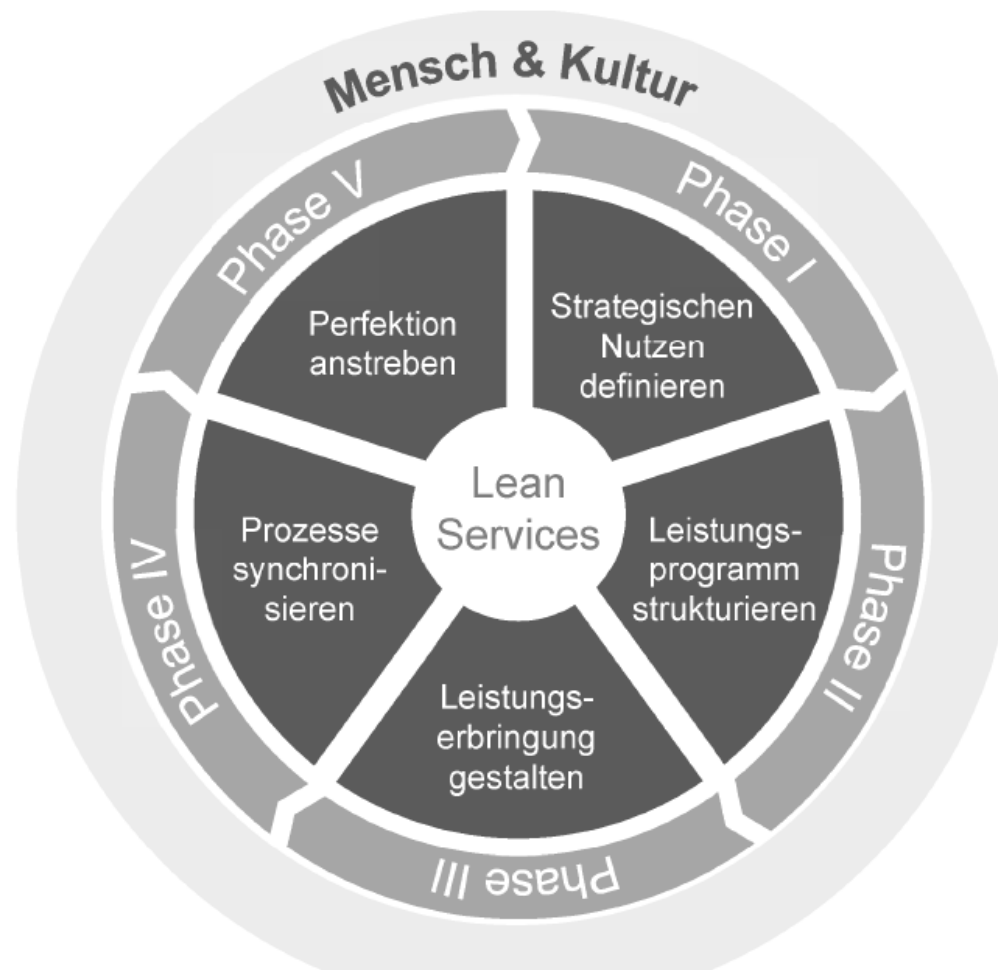 Mensch & Kultur
Phase I
Strategischen
Nutzen
definieren
Phase II
Leistungs-
programm
strukturieren
Phase III
Leistungs-
erbringung
gestalten
Phase IV
Prozesse
synchroni-
sieren
Phase V
Perfektion
anstreben
Lean
Services